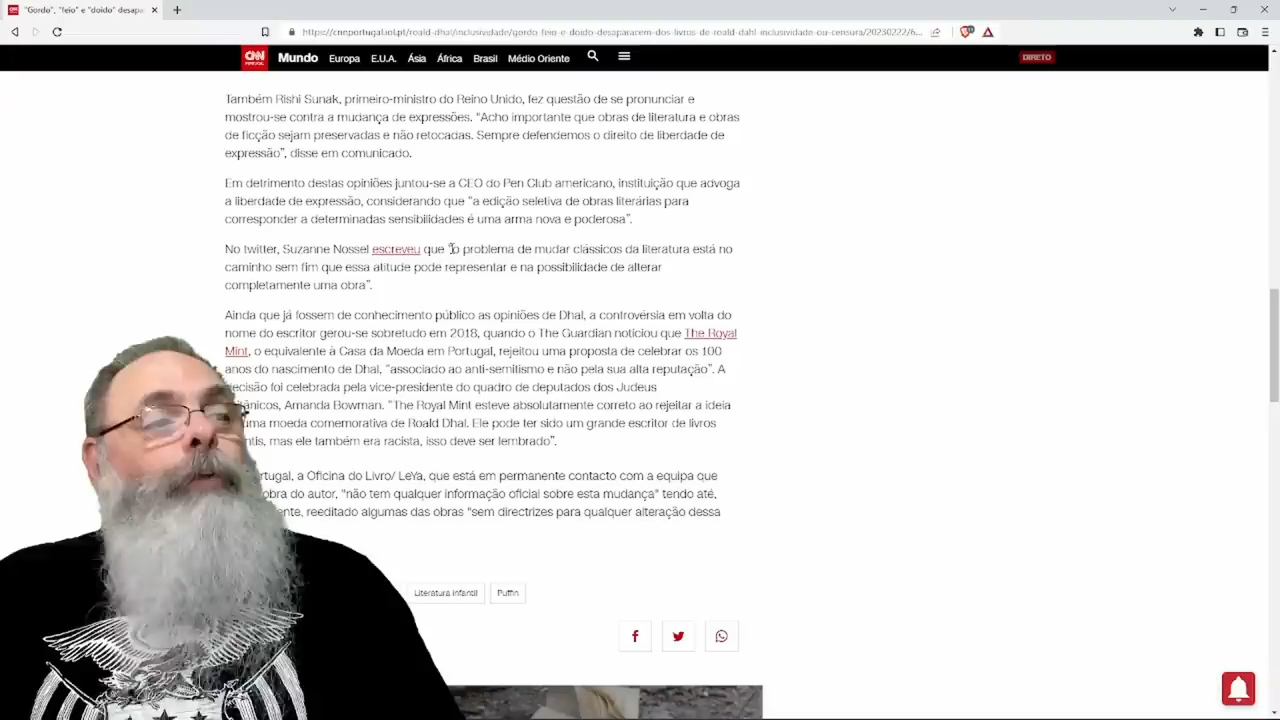 "Gordo", "feio" e "doido" desapa
https://cnnportugal.iol.pt/roald-dhal/inclusividade/gordo-feio-e-doido-desaparecem-dos-livros-de-roald-dahl-inclusividade-ou-censura/20230222/6...
CNN PORTUGAL Mundo Europa E.U.A. Ásia África Brasil Médio Oriente DIRETO
Também Rishi Sunak, primeiro-ministro do Reino Unido, fez questão de se pronunciar e
mostrou-se contra a mudança de expressões. "Acho importante que obras de literatura e obras
de ficção sejam preservadas e não retocadas. Sempre defendemos o direito de liberdade de
expressão", disse em comunicado.
Em detrimento destas opiniões juntou-se a CEO do Pen Club americano, instituição que advoga
a liberdade de expressão, considerando que "a edição seletiva de obras literárias para
corresponder a determinadas sensibilidades é uma arma nova e poderosa".
No twitter, Suzanne Nossel escreveu que "o problema de mudar clássicos da literatura está no
caminho sem fim que essa atitude pode representar e na possibilidade de alterar
completamente uma obra".
Ainda que já fossem de conhecimento público as opiniões de Dhal, a controvérsia em volta do
nome do escritor gerou-se sobretudo em 2018, quando o The Guardian noticiou que The Royal
Mint, o equivalente à Casa da Moeda em Portugal, rejeitou uma proposta de celebrar os 100
anos do nascimento de Dhal, "associado ao anti-semitismo e não pela sua alta reputação". A
ecisão foi celebrada pela vice-presidente do quadro de deputados dos Judeus
tânicos, Amanda Bowman. "The Royal Mint esteve absolutamente correto ao rejeitar a ideia
uma moeda comemorativa de Roald Dhal. Ele pode ter sido um grande escritor de livros
ntis, mas ele também era racista, isso deve ser lembrado".
rtugal, a Oficina do Livro/ LeYa, que está em permanente contacto com a equipa que
obra do autor, "não tem qualquer informação oficial sobre esta mudança" tendo até,
nte, reeditado algumas das obras "sem directrizes para qualquer alteração dessa
Literatura infantil Puffin